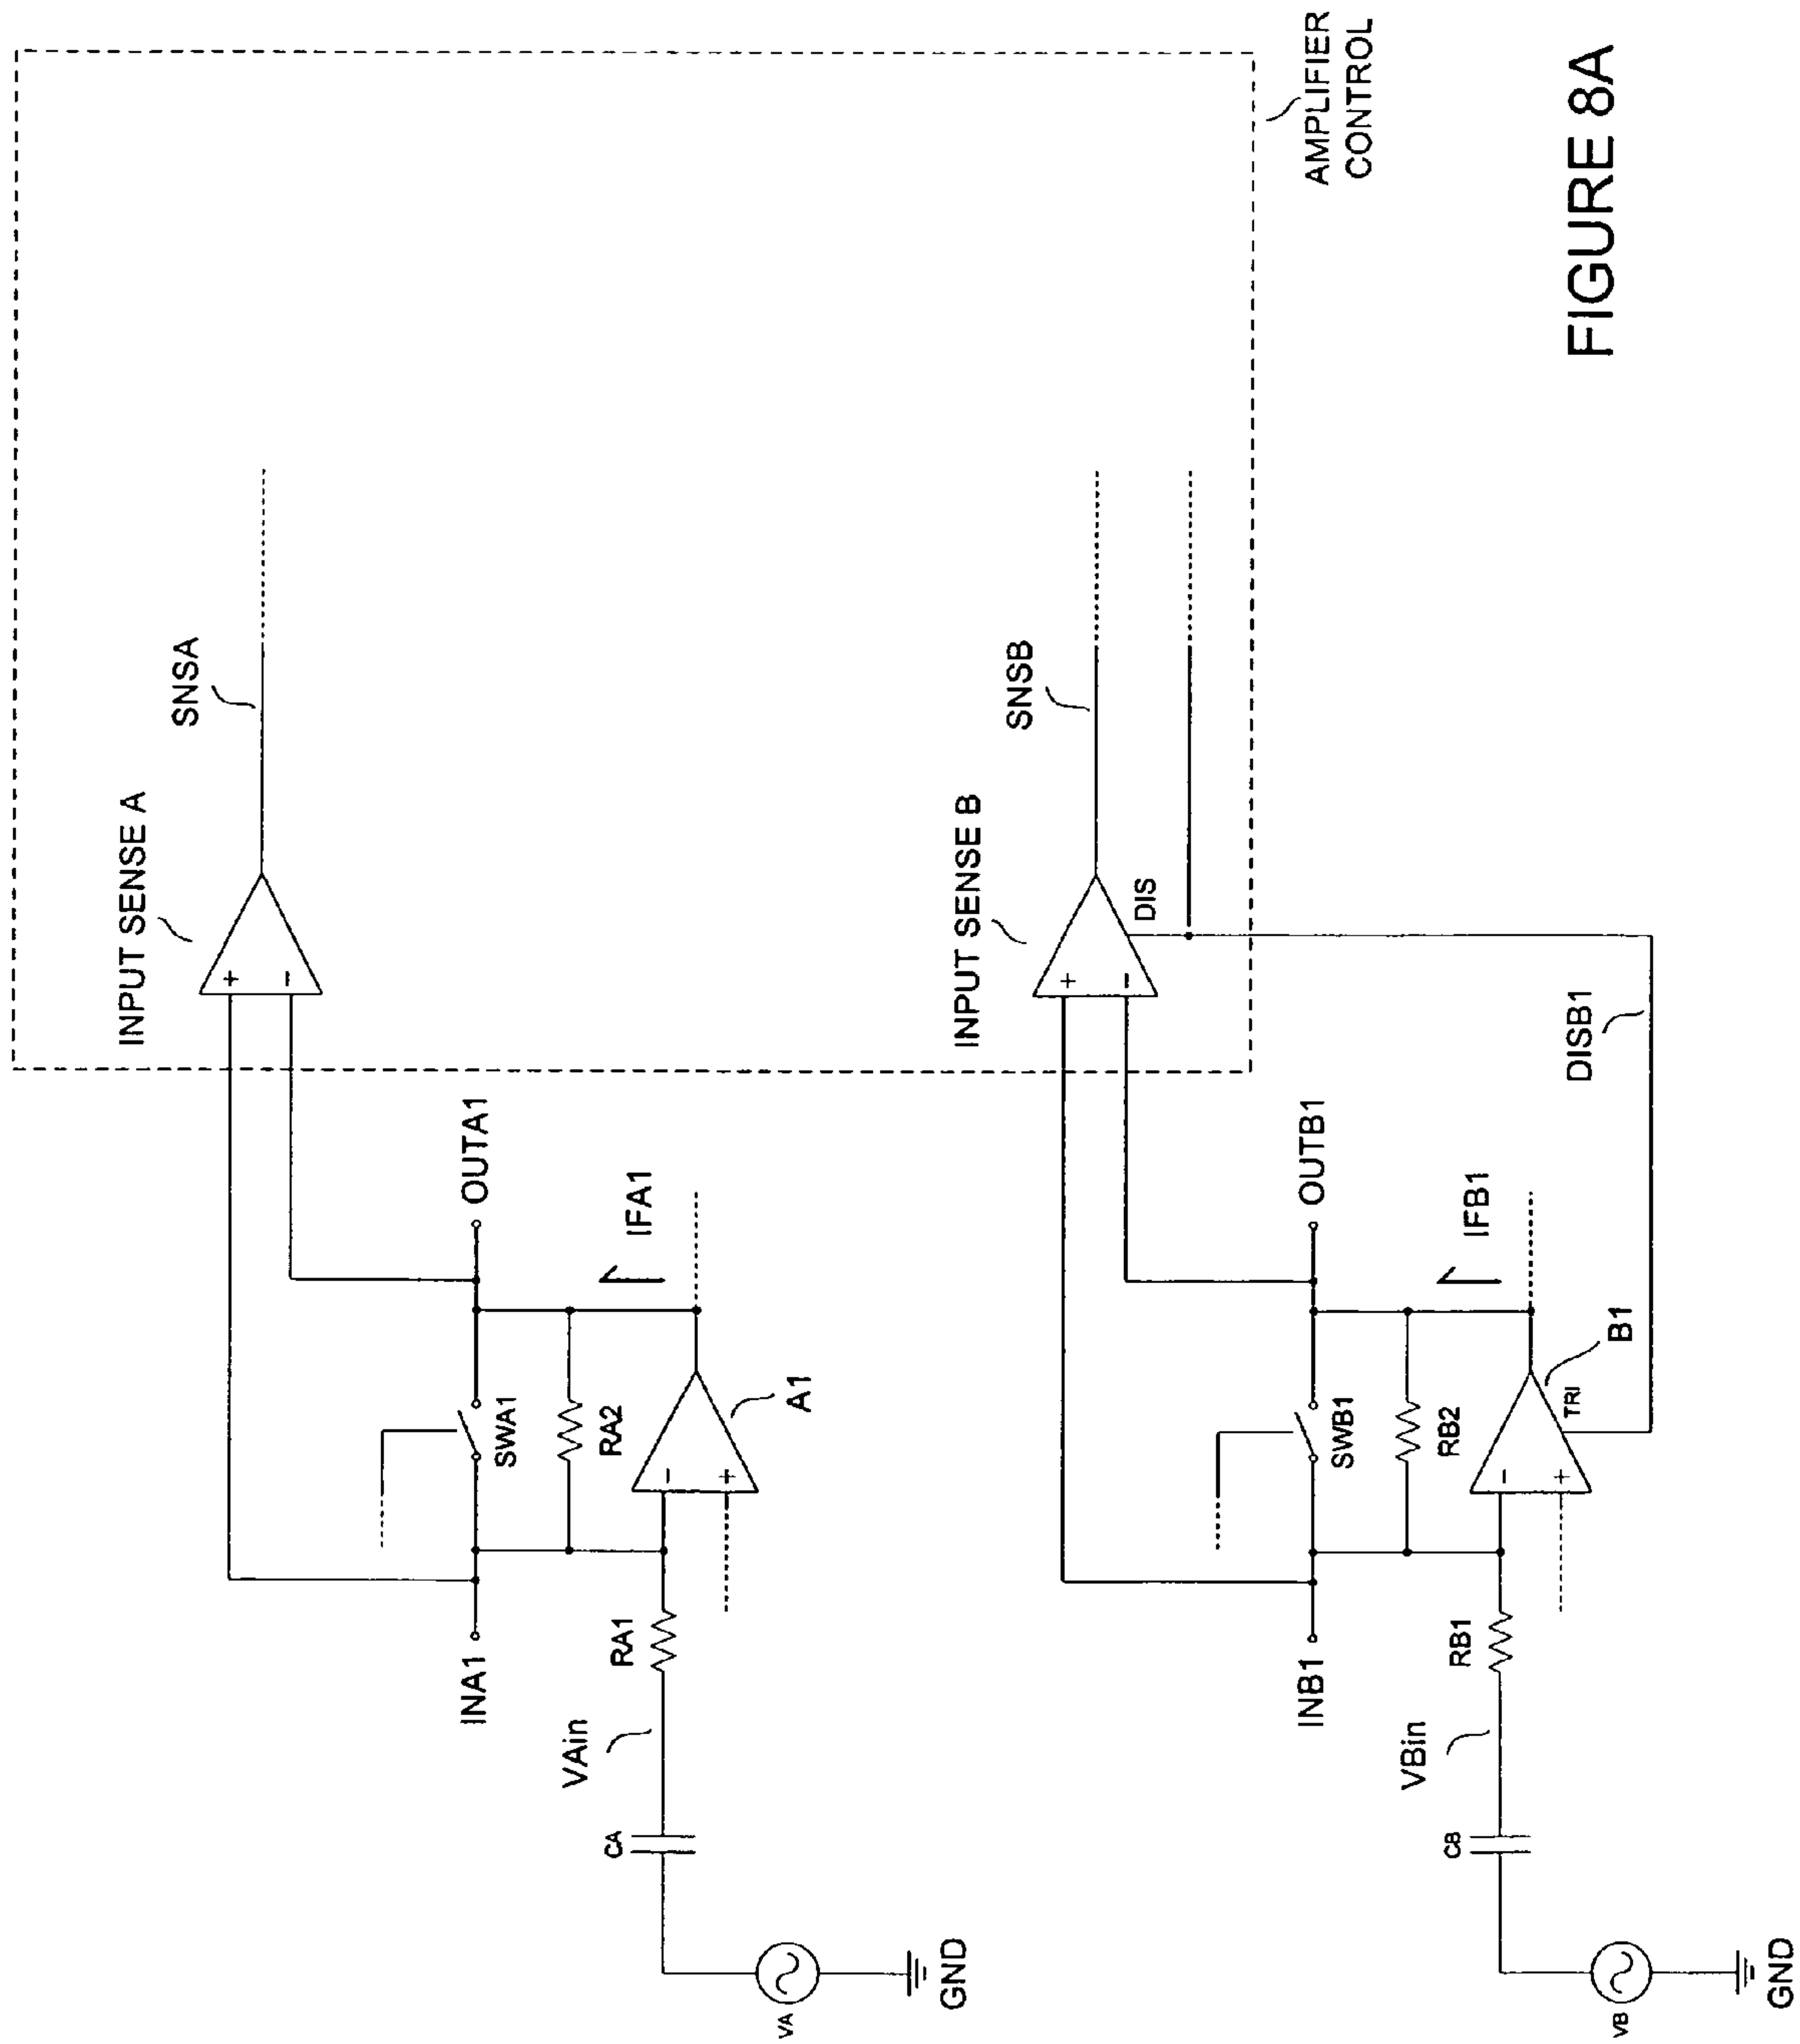 INPUT SENSE A
SNSA
+
−
INA1
OUTA1
SWA1
RA2
IFA1
VAin
RA1
CA
−
+
A1
VA
GND
INPUT SENSE B
SNSB
+
−
DIS
INB1
OUTB1
SWB1
RB2
IFB1
VBin
RB1
CB
−
+
TRI
B1
DISB1
VB
GND
AMPLIFIER
CONTROL
FIGURE 8A